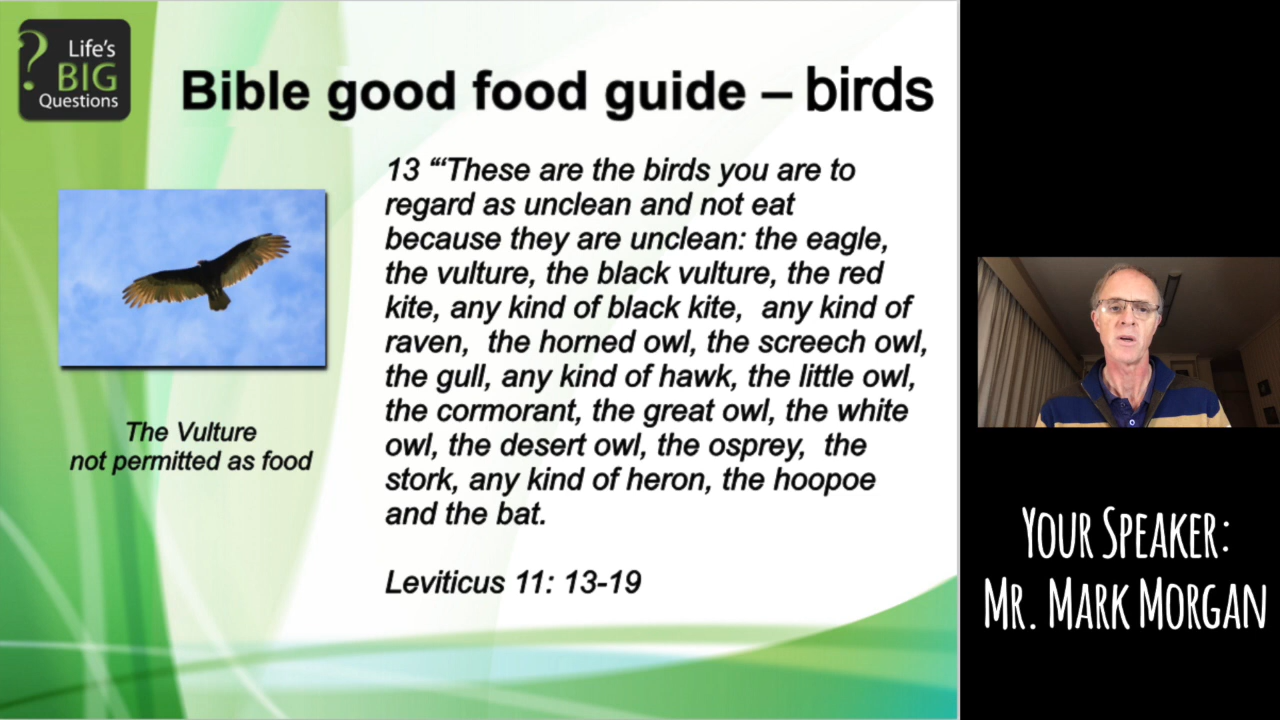 ?
Life's
BIG
Questions
Bible good food guide – birds
13 “‘These are the birds you are to
regard as unclean and not eat
because they are unclean: the eagle,
the vulture, the black vulture, the red
kite, any kind of black kite,  any kind of
raven,  the horned owl, the screech owl,
the gull, any kind of hawk, the little owl,
the cormorant, the great owl, the white
owl, the desert owl, the osprey,  the
stork, any kind of heron, the hoopoe
and the bat.
Leviticus 11: 13-19
The Vulture
not permitted as food
Your Speaker:
Mr. Mark Morgan